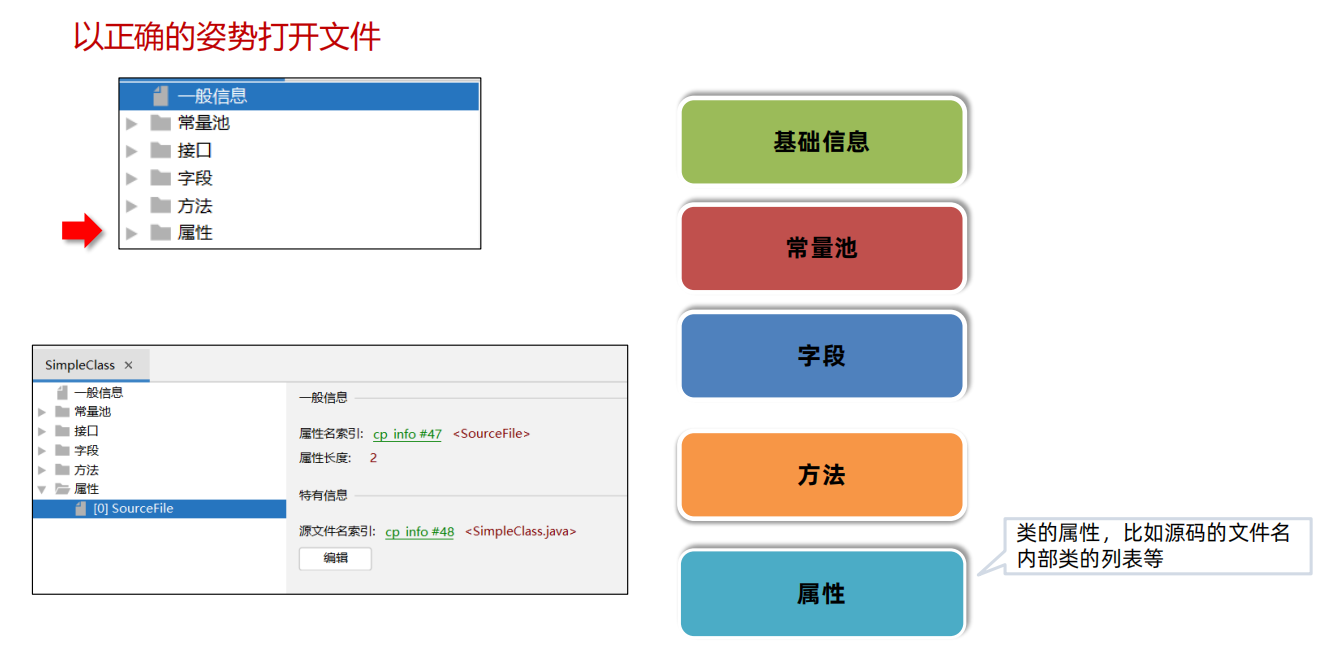 以正确的姿势打开文件
一般信息
常量池
接口
字段
方法
属性
基础信息
常量池
字段
方法
属性
类的属性，比如源码的文件名
内部类的列表等
SimpleClass ×
一般信息
常量池
接口
字段
方法
属性
[0] SourceFile
一般信息
属性名索引: cp_info #47 <SourceFile>
属性长度: 2
特有信息
源文件名索引: cp_info #48 <SimpleClass.java>
编辑